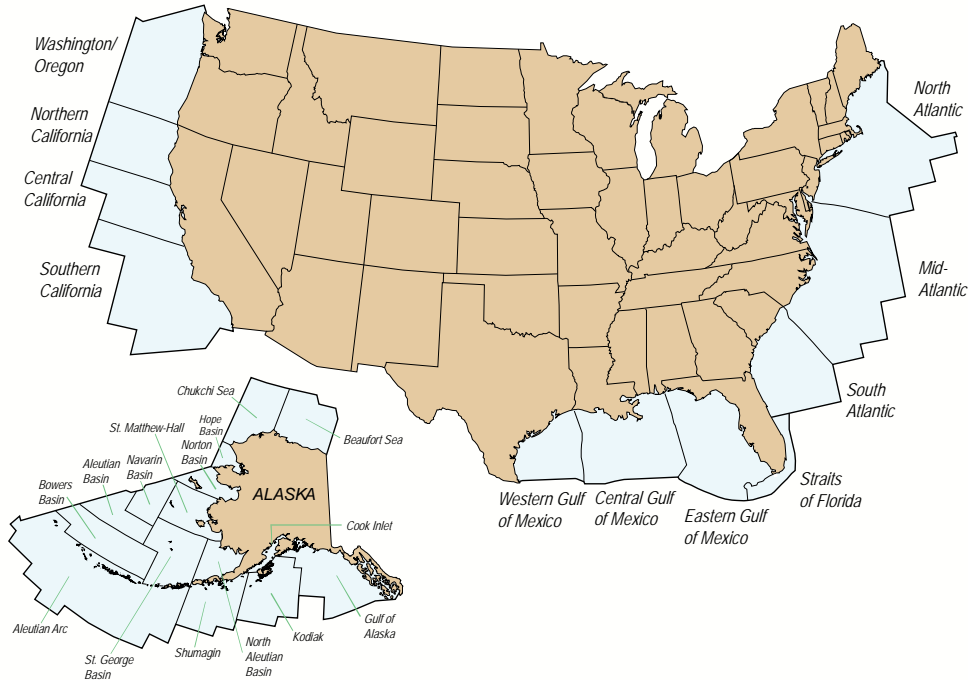 Washington/
Oregon
Northern
California
Central
California
Southern
California
North
Atlantic
Mid-
Atlantic
South
Atlantic
Straits
of Florida
Western Gulf
of Mexico
Central Gulf
of Mexico
Eastern Gulf
of Mexico
Chukchi Sea
Beaufort Sea
Hope
Basin
St. Matthew-Hall
Norton
Basin
Navarin
Basin
Aleutian
Basin
Bowers
Basin
ALASKA
Cook Inlet
Aleutian Arc
St. George
Basin
Shumagin
North
Aleutian
Basin
Kodiak
Gulf of
Alaska